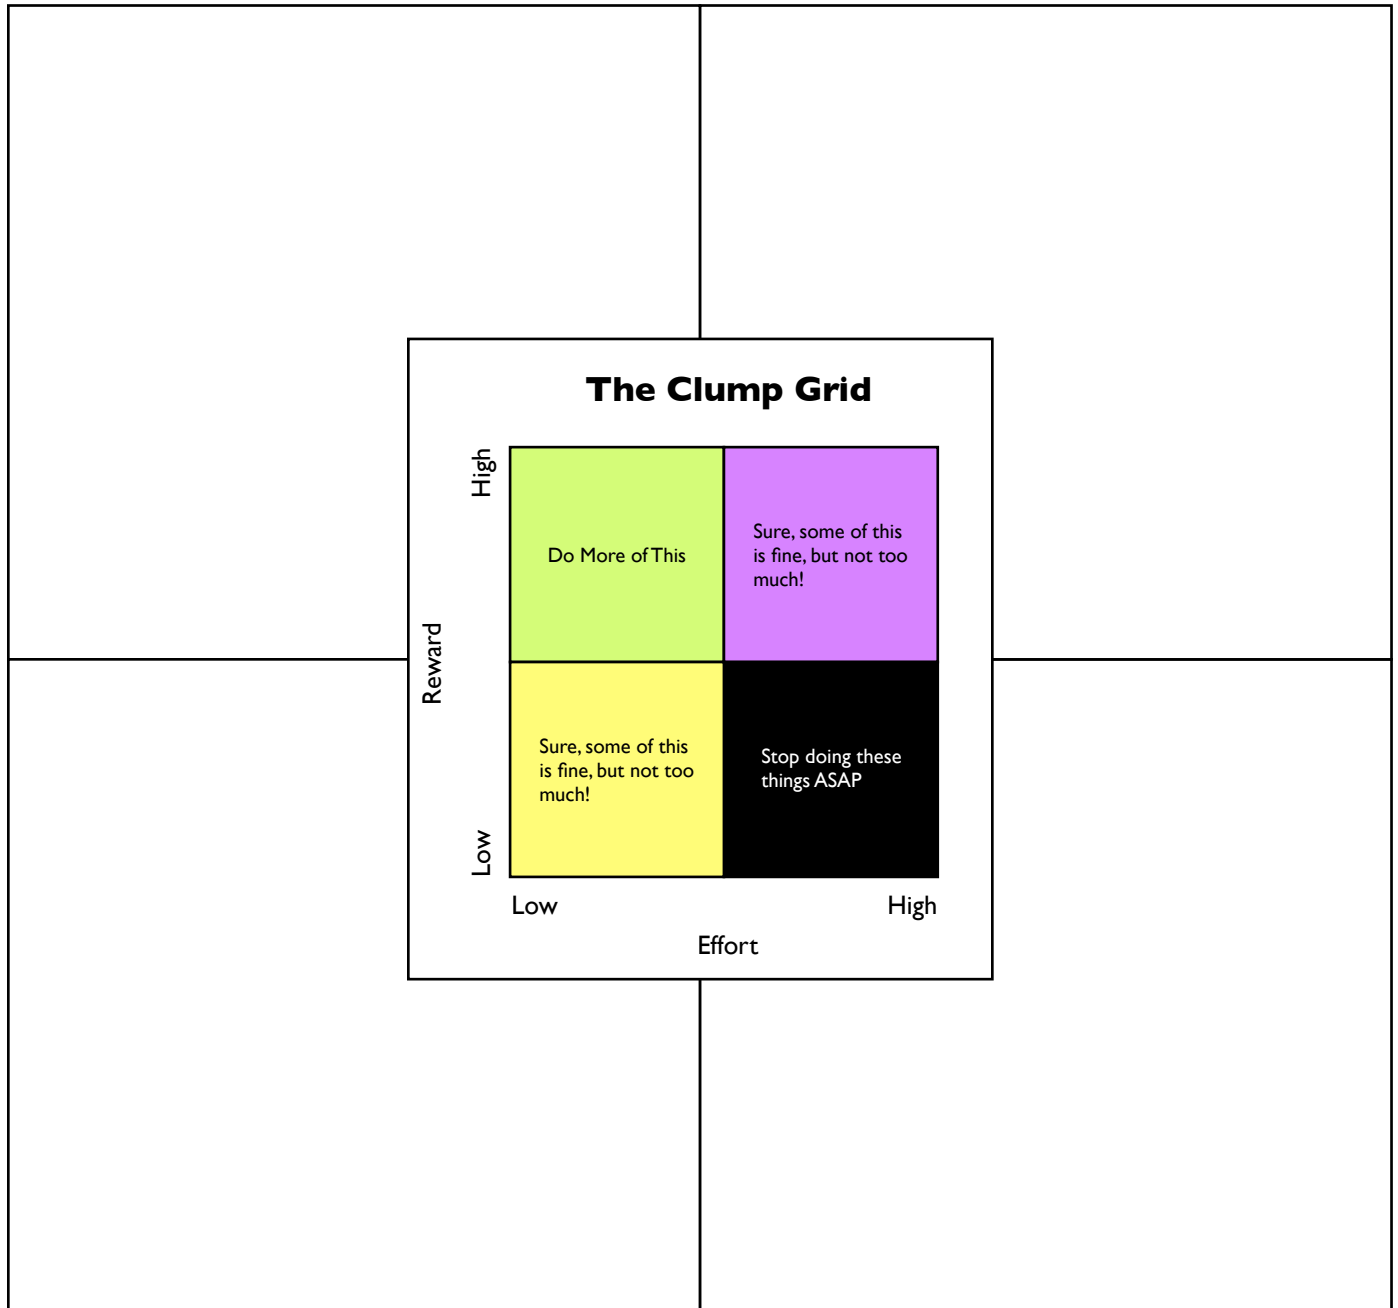 The Clump Grid
High
Do More of This
Sure, some of this
is fine, but not too
much!
Reward
Sure, some of this
is fine, but not too
much!
Stop doing these
things ASAP
Low
Low
High
Effort